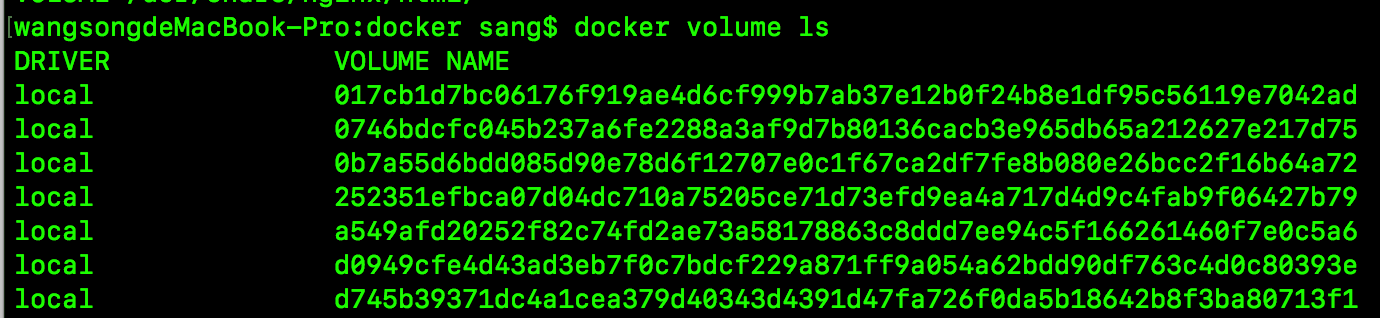 [wangsongdeMacBook-Pro:docker sang$ docker volume ls
DRIVER VOLUME NAME
local 017cb1d7bc06176f919ae4d6cf999b7ab37e12b0f24b8e1df95c56119e7042ad
local 0746bdcfc045b237a6fe2288a3af9d7b80136cacb3e965db65a212627e217d75
local 0b7a55d6bdd085d90e78d6f12707e0c1f67ca2df7fe8b080e26bcc2f16b64a72
local 252351efbca07d04dc710a75205ce71d73efd9ea4a717d4d9c4fab9f06427b79
local a549afd20252f82c74fd2ae73a58178863c8ddd7ee94c5f166261460f7e0c5a6
local d0949cfe4d43ad3eb7f0c7bdcf229a871ff9a054a62bdd90df763c4d0c80393e
local d745b39371dc4a1cea379d40343d4391d47fa726f0da5b18642b8f3ba80713f1